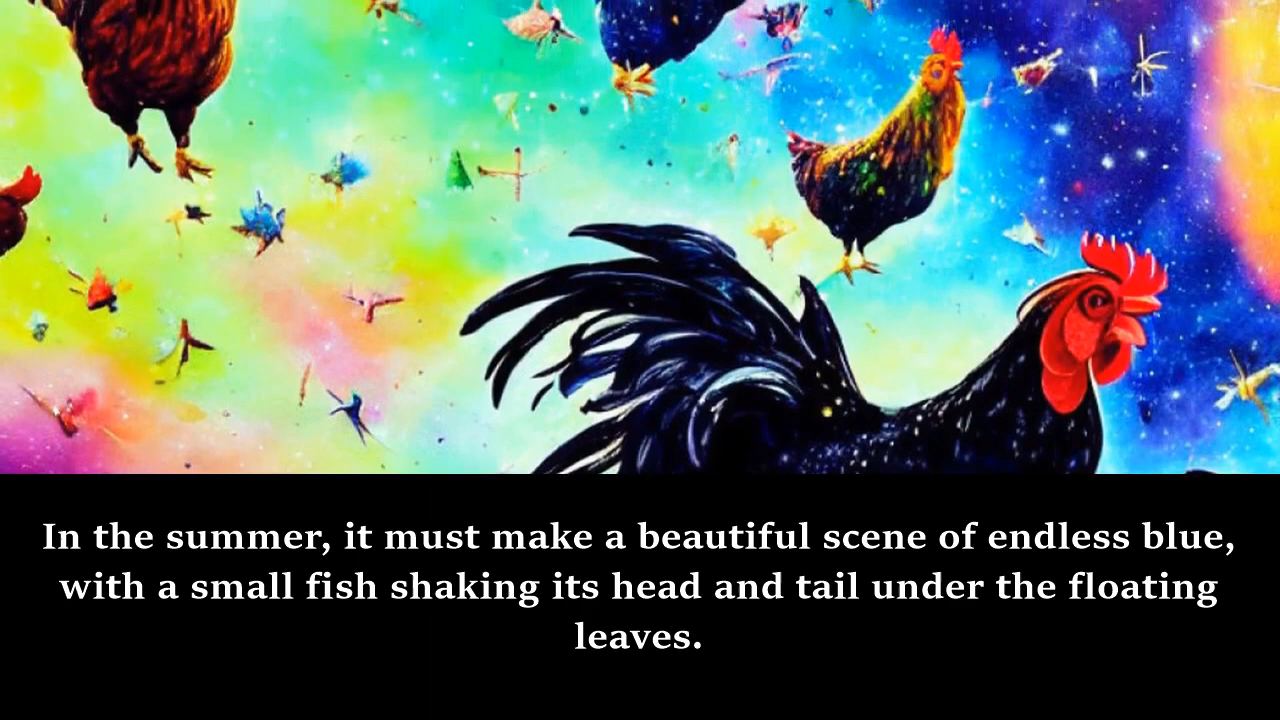 In the summer, it must make a beautiful scene of endless blue,
with a small fish shaking its head and tail under the floating
leaves.